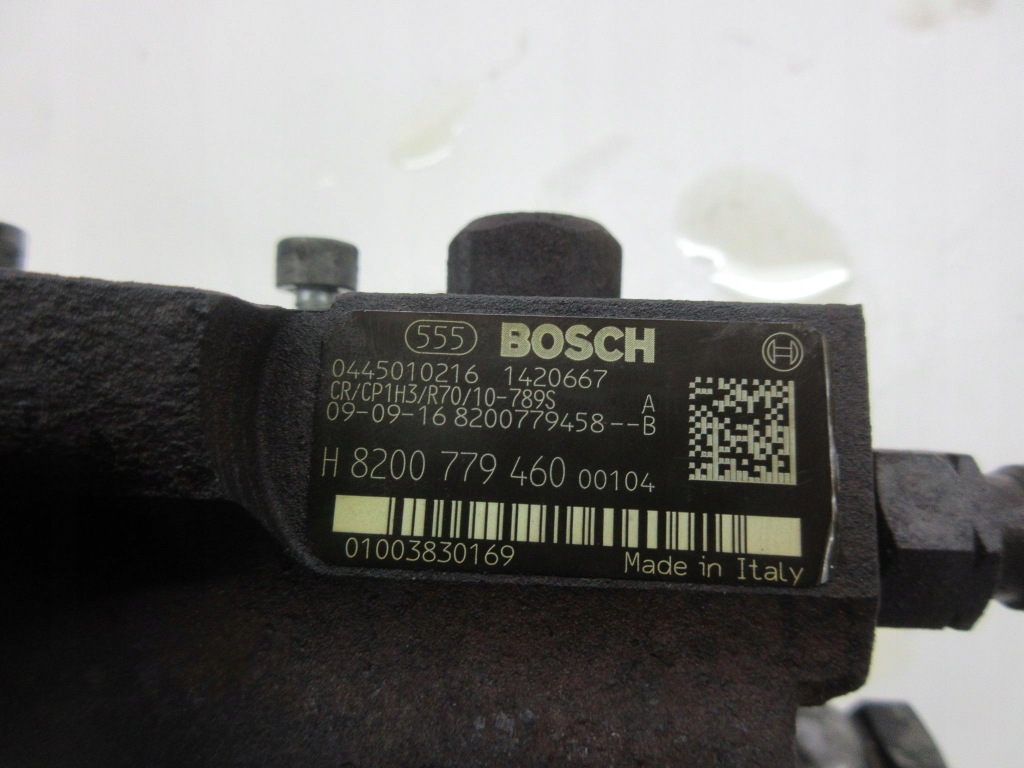 555 BOSCH
0445010216 1420667
CR/CP1H3/R70/10-789S A
09-09-16 8200779458--B
H 8200 779 460 00104
01003830169 Made in Italy